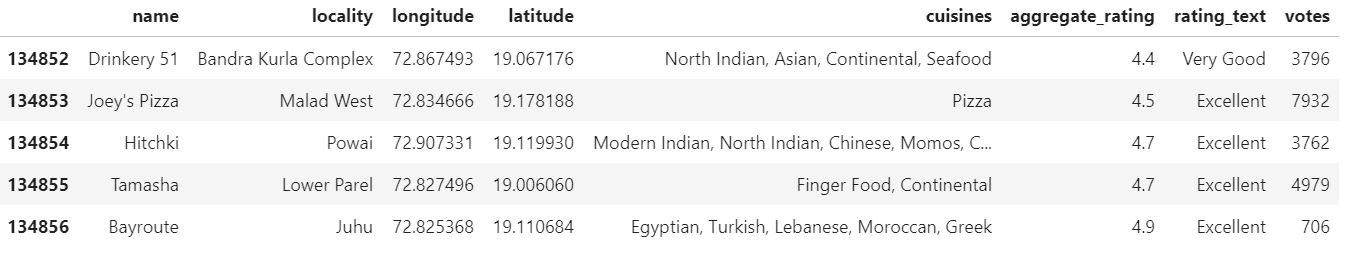 name locality longitude latitude cuisines aggregate_rating rating_text votes
134852 Drinkery 51 Bandra Kurla Complex 72.867493 19.067176 North Indian, Asian, Continental, Seafood 4.4 Very Good 3796
134853 Joey's Pizza Malad West 72.834666 19.178188 Pizza 4.5 Excellent 7932
134854 Hitchki Powai 72.907331 19.119930 Modern Indian, North Indian, Chinese, Momos, C... 4.7 Excellent 3762
134855 Tamasha Lower Parel 72.827496 19.006060 Finger Food, Continental 4.7 Excellent 4979
134856 Bayroute Juhu 72.825368 19.110684 Egyptian, Turkish, Lebanese, Moroccan, Greek 4.9 Excellent 706